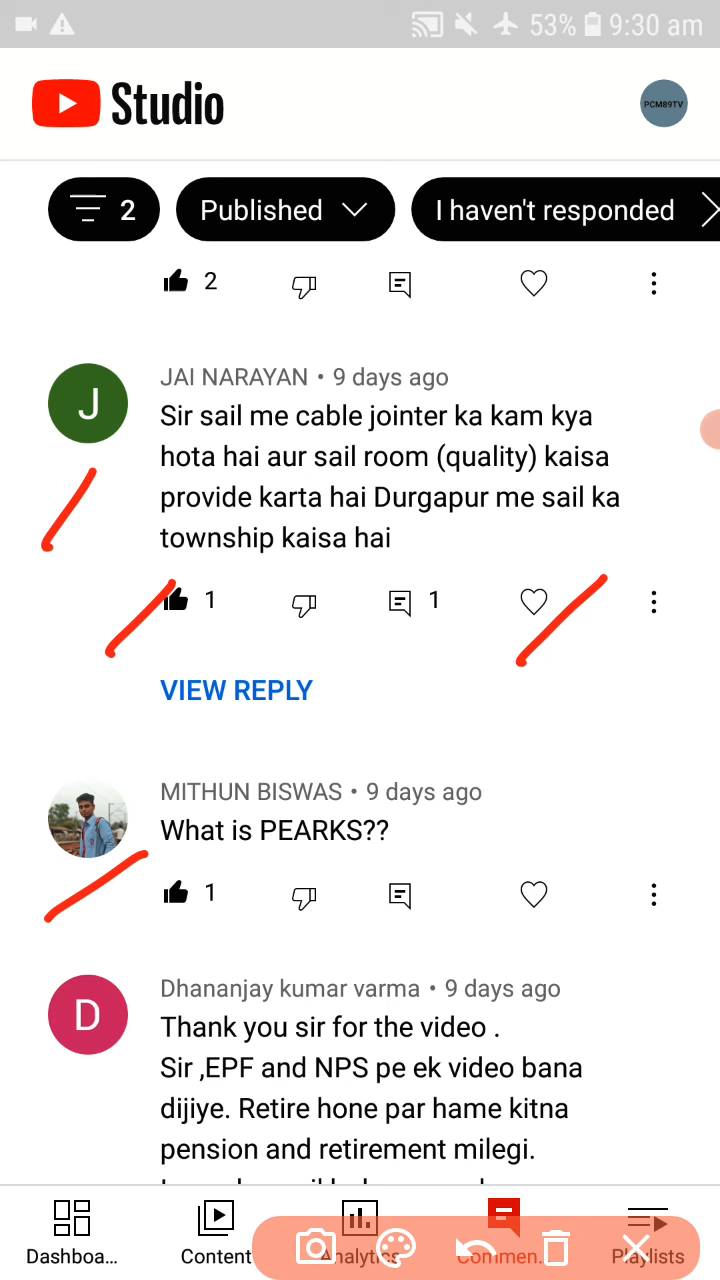 53% 9:30 am
Studio
PCM89TV
2 Published I haven't responded
2
JAI NARAYAN • 9 days ago
Sir sail me cable jointer ka kam kya
hota hai aur sail room (quality) kaisa
provide karta hai Durgapur me sail ka
township kaisa hai
1 1
VIEW REPLY
MITHUN BISWAS • 9 days ago
What is PEARKS??
1
J
D
Dhananjay kumar varma • 9 days ago
Thank you sir for the video .
Sir ,EPF and NPS pe ek video bana
dijiye. Retire hone par hame kitna
pension and retirement milegi.
Dashboa... Content Analytics Commen... Playlists